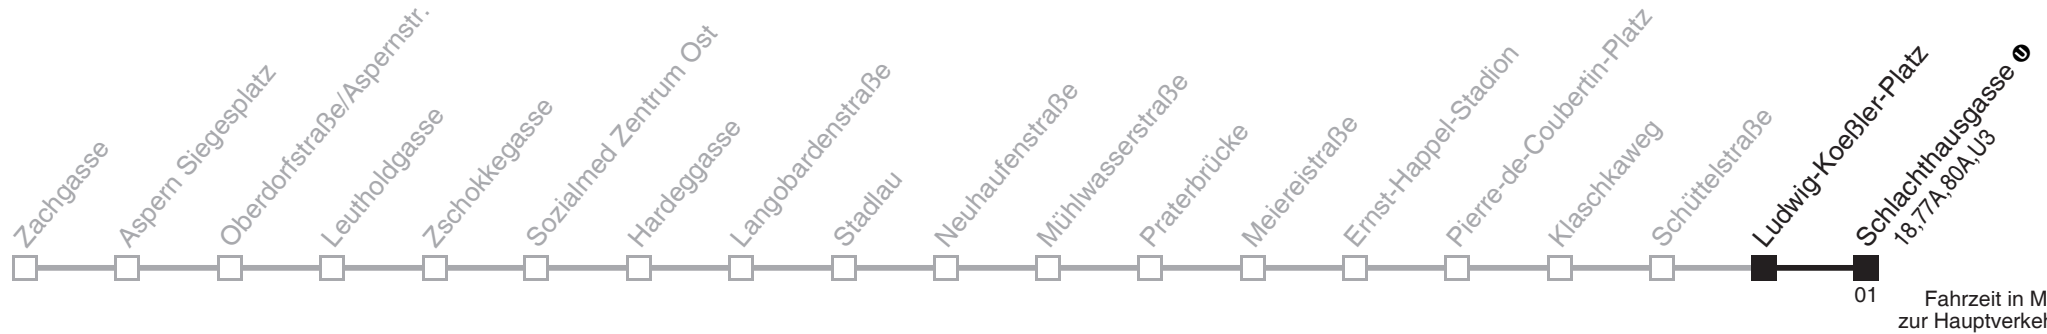 Zachgasse
Aspern Siegesplatz
Oberdorfstraße/Aspernstr.
Leutholdgasse
Zschokkegasse
Sozialmed Zentrum Ost
Hardeggasse
Langobardenstraße
Stadlau
Neuhaufenstraße
Mühlwasserstraße
Praterbrücke
Meiereistraße
Ernst-Happel-Stadion
Pierre-de-Coubertin-Platz
Klaschkaweg
Schüttelstraße
Ludwig-Koeßler-Platz
Schlachthausgasse U
18,77A,80A,U3
01
Fahrzeit in M
zur Hauptverkeh